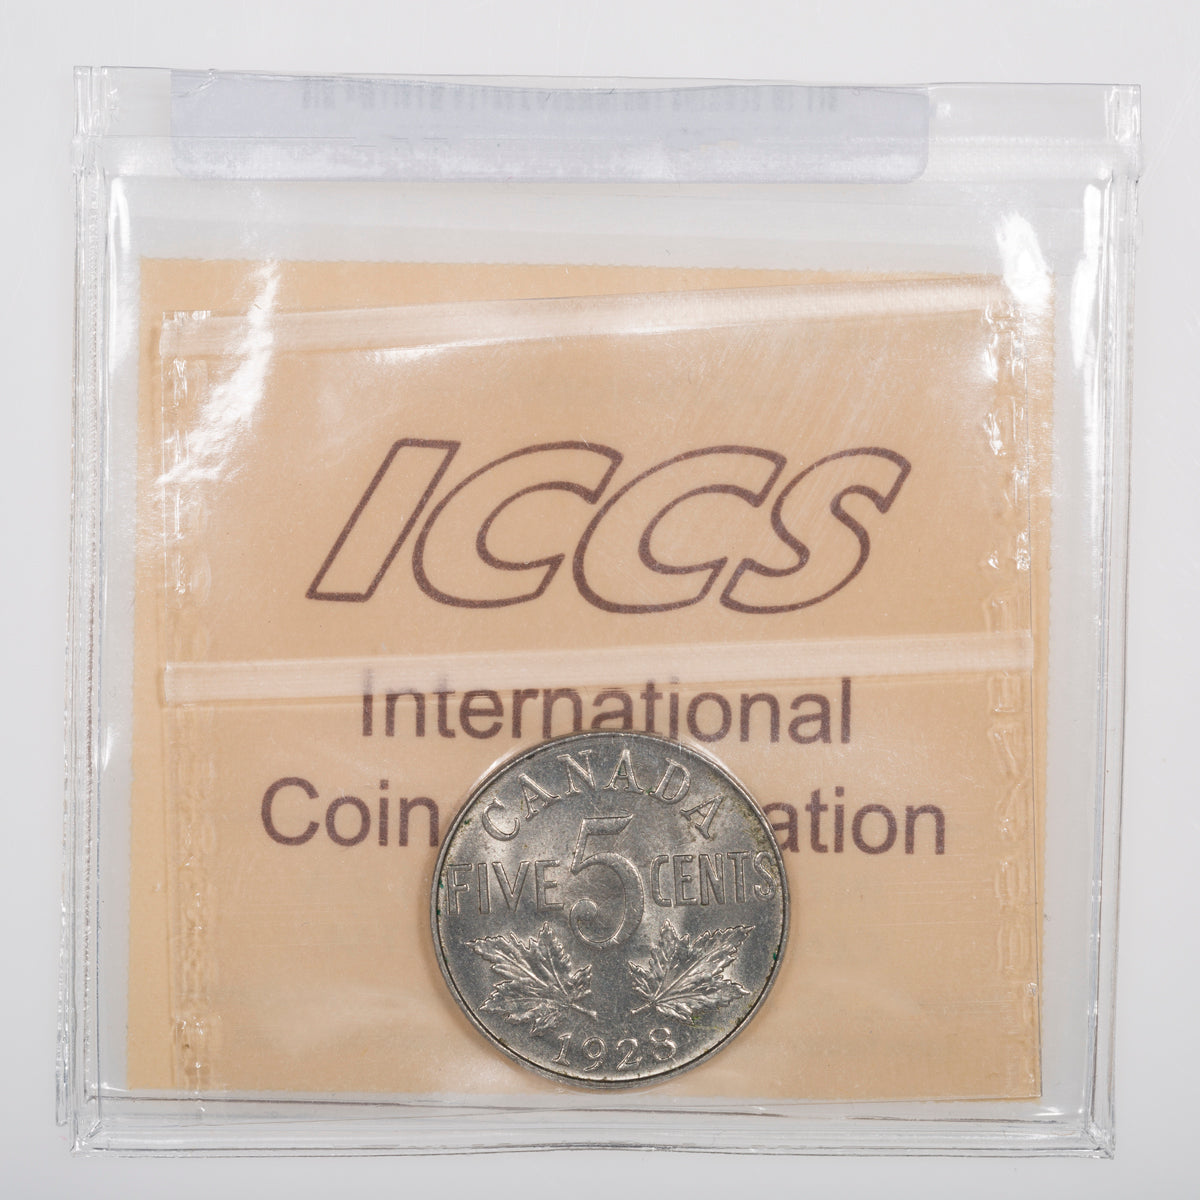 ICCS
International
Coin ation
CANADA
FIVE 5 CENTS
1928